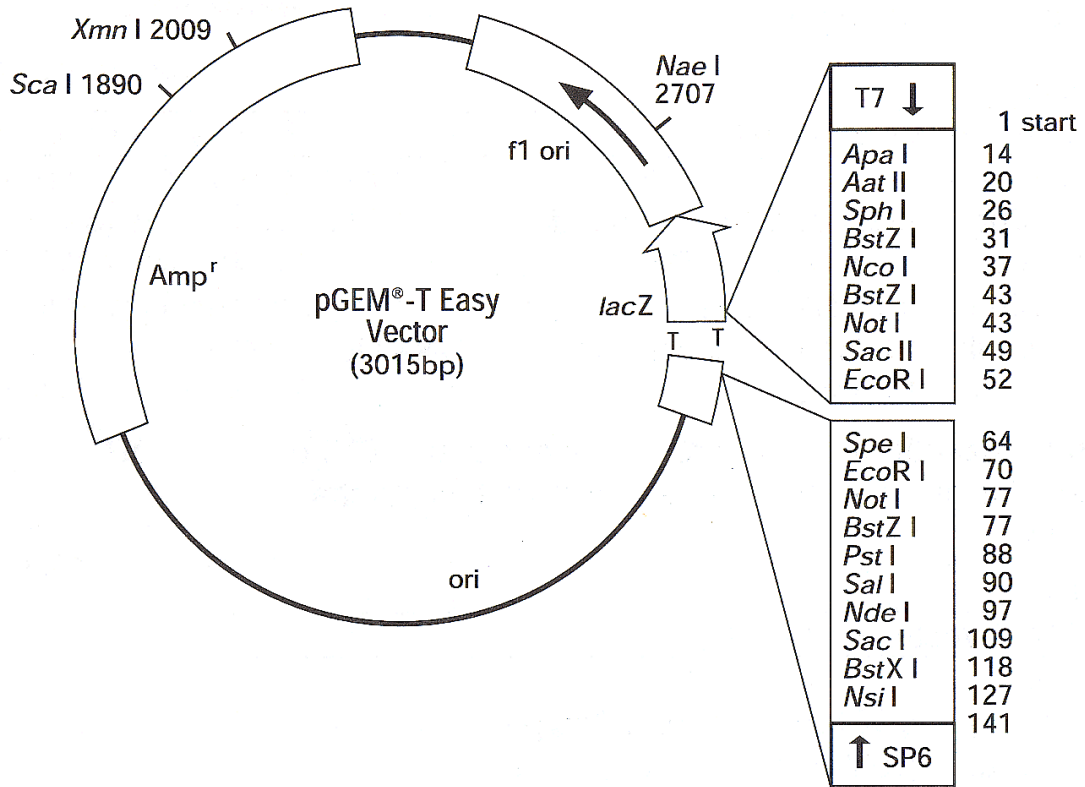 Xmn I 2009
Sca I 1890
Nae I
2707
f1 ori
Ampʳ
pGEM®-T Easy
Vector
(3015bp)
lacZ
T T
ori
T7 ↓
1 start
Apa I 14
Aat II 20
Sph I 26
BstZ I 31
Nco I 37
BstZ I 43
Not I 43
Sac II 49
EcoR I 52
Spe I 64
EcoR I 70
Not I 77
BstZ I 77
Pst I 88
Sal I 90
Nde I 97
Sac I 109
BstX I 118
Nsi I 127
141
↑ SP6